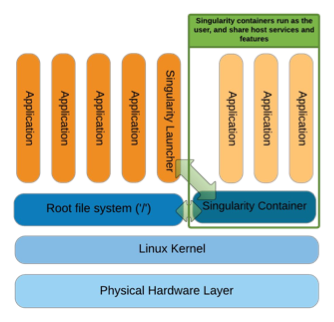 Singularity containers run as the
user, and share host services and
features
Application
Application
Application
Application
Singularity Launcher
Application
Application
Application
Root file system ('/')
Singularity Container
Linux Kernel
Physical Hardware Layer